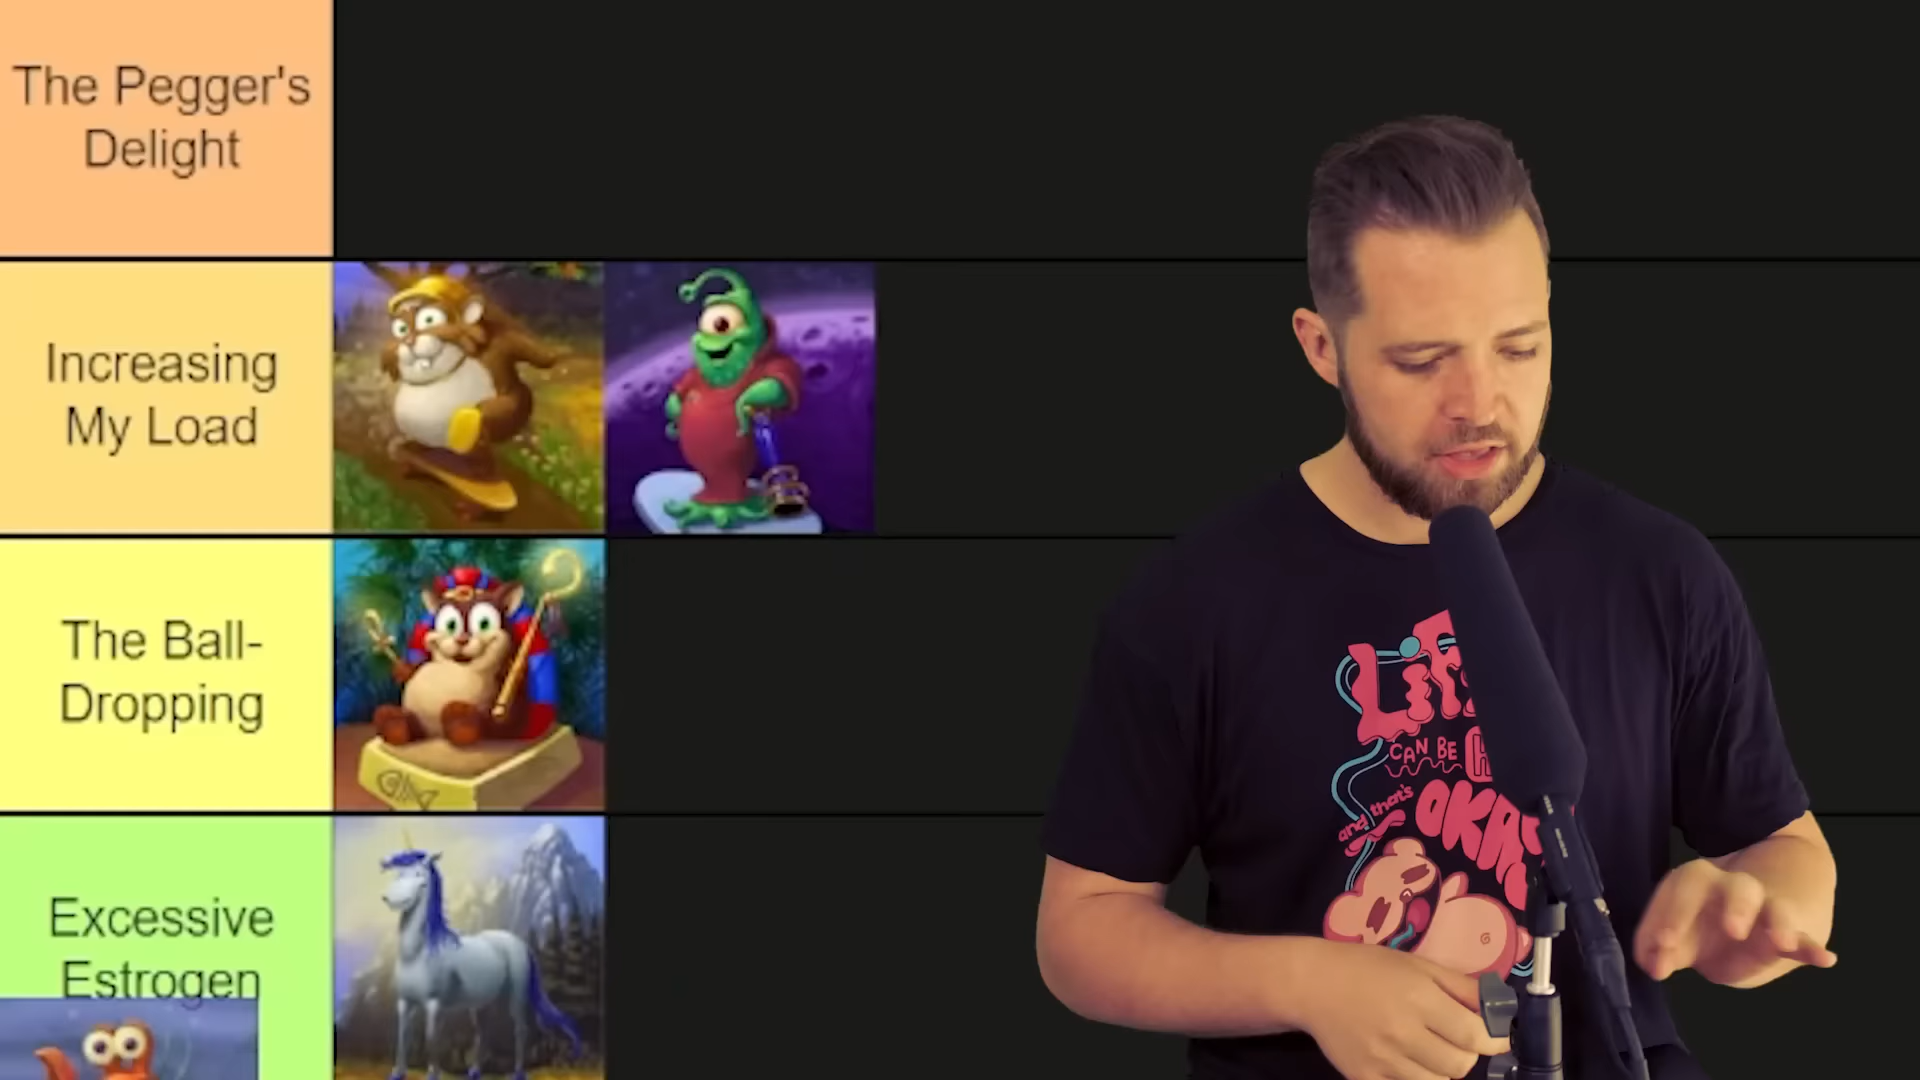 The Pegger's
Delight
Increasing
My Load
The Ball-
Dropping
Excessive
Estrogen
CAN BE
and that's